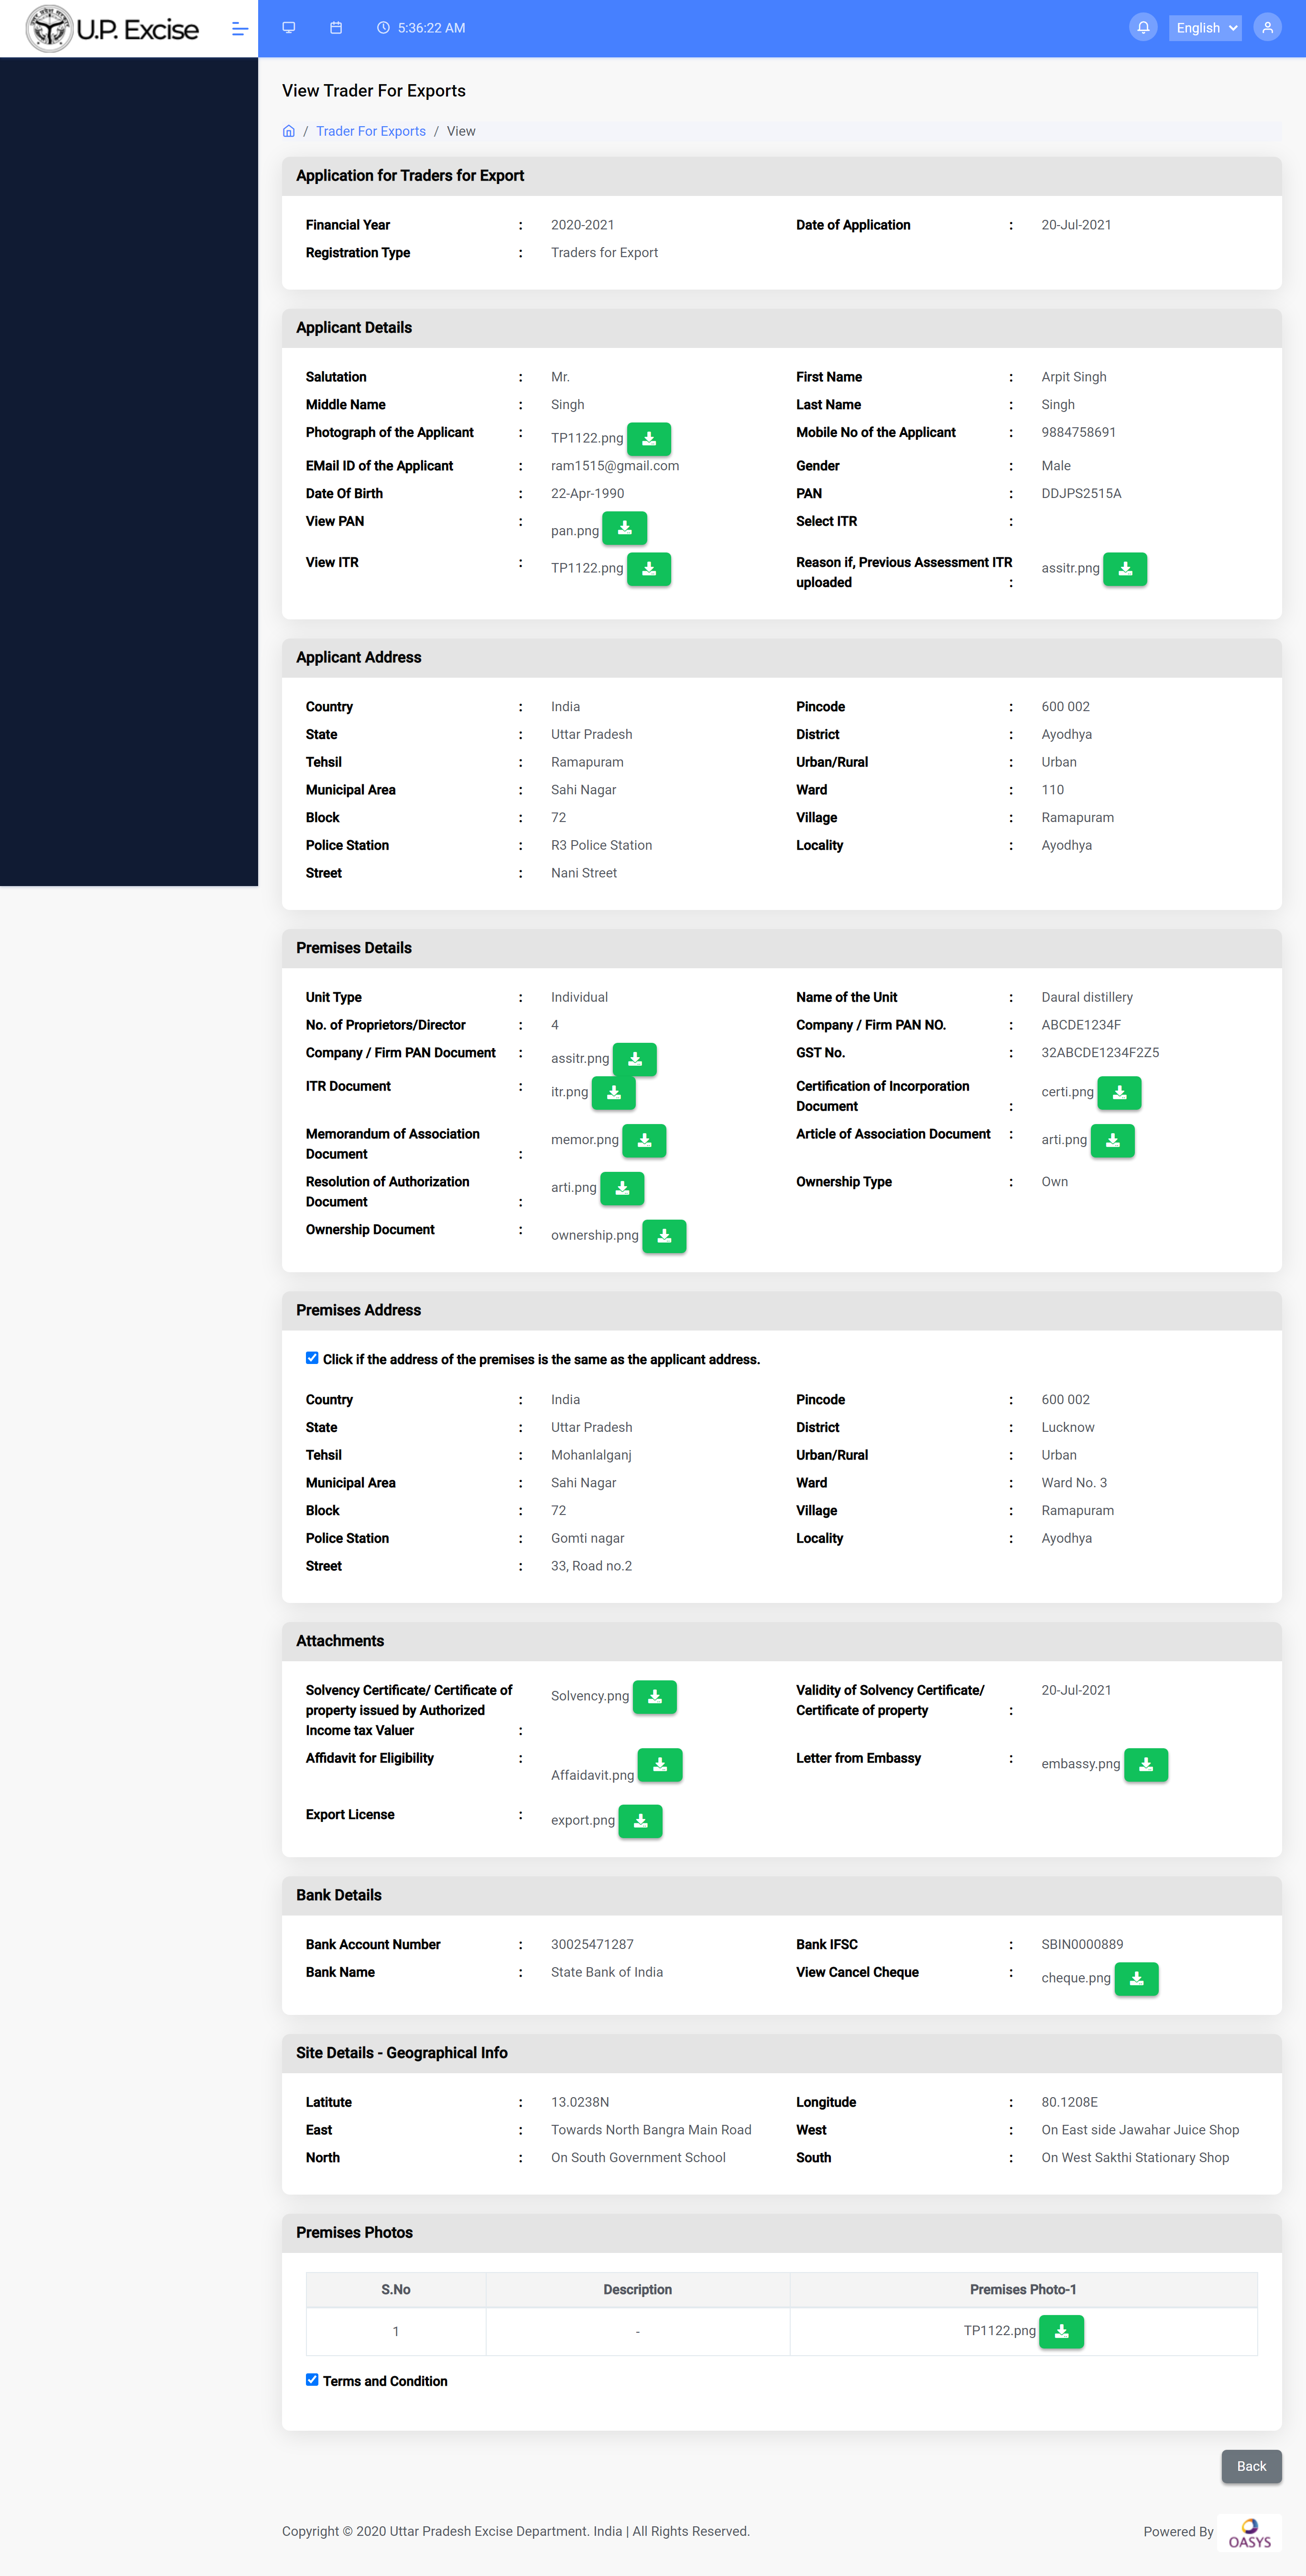 U.P. Excise
5:36:22 AM
English
View Trader For Exports
/ Trader For Exports / View
Application for Traders for Export
Financial Year : 2020-2021 Date of Application : 20-Jul-2021
Registration Type : Traders for Export
Applicant Details
Salutation : Mr. First Name : Arpit Singh
Middle Name : Singh Last Name : Singh
Photograph of the Applicant : TP1122.png Mobile No of the Applicant : 9884758691
EMail ID of the Applicant : ram1515@gmail.com Gender : Male
Date Of Birth : 22-Apr-1990 PAN : DDJPS2515A
View PAN : pan.png Select ITR :
View ITR : TP1122.png Reason if, Previous Assessment ITR
uploaded : assitr.png
Applicant Address
Country : India Pincode : 600 002
State : Uttar Pradesh District : Ayodhya
Tehsil : Ramapuram Urban/Rural : Urban
Municipal Area : Sahi Nagar Ward : 110
Block : 72 Village : Ramapuram
Police Station : R3 Police Station Locality : Ayodhya
Street : Nani Street
Premises Details
Unit Type : Individual Name of the Unit : Daural distillery
No. of Proprietors/Director : 4 Company / Firm PAN NO. : ABCDE1234F
Company / Firm PAN Document : assitr.png GST No. : 32ABCDE1234F2Z5
ITR Document : itr.png Certification of Incorporation
Document : certi.png
Memorandum of Association
Document : memor.png Article of Association Document : arti.png
Resolution of Authorization
Document : arti.png Ownership Type : Own
Ownership Document : ownership.png
Premises Address
Click if the address of the premises is the same as the applicant address.
Country : India Pincode : 600 002
State : Uttar Pradesh District : Lucknow
Tehsil : Mohanlalganj Urban/Rural : Urban
Municipal Area : Sahi Nagar Ward : Ward No. 3
Block : 72 Village : Ramapuram
Police Station : Gomti nagar Locality : Ayodhya
Street : 33, Road no.2
Attachments
Solvency Certificate/ Certificate of
property issued by Authorized
Income tax Valuer : Solvency.png Validity of Solvency Certificate/
Certificate of property : 20-Jul-2021
Affidavit for Eligibility : Affaidavit.png Letter from Embassy : embassy.png
Export License : export.png
Bank Details
Bank Account Number : 30025471287 Bank IFSC : SBIN0000889
Bank Name : State Bank of India View Cancel Cheque : cheque.png
Site Details - Geographical Info
Latitute : 13.0238N Longitude : 80.1208E
East : Towards North Bangra Main Road West : On East side Jawahar Juice Shop
North : On South Government School South : On West Sakthi Stationary Shop
Premises Photos
S.No Description Premises Photo-1
1 - TP1122.png
Terms and Condition
Back
Copyright © 2020 Uttar Pradesh Excise Department. India | All Rights Reserved. Powered By OASYS